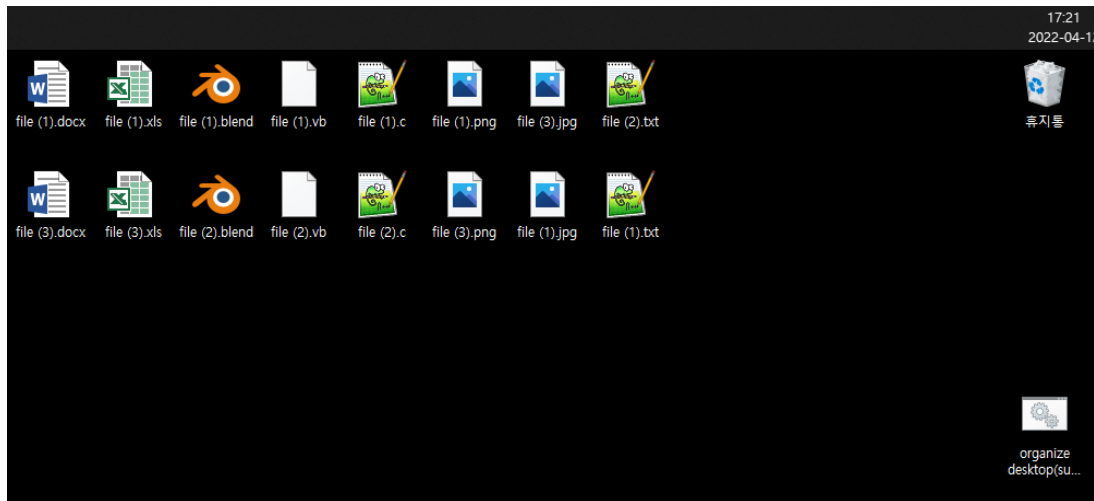 17:21
2022-04-12
file (1).docx
file (1).xls
file (1).blend
file (1).vb
file (1).c
file (1).png
file (3).jpg
file (2).txt
휴지통
file (3).docx
file (3).xls
file (2).blend
file (2).vb
file (2).c
file (3).png
file (1).jpg
file (1).txt
organize
desktop(su...